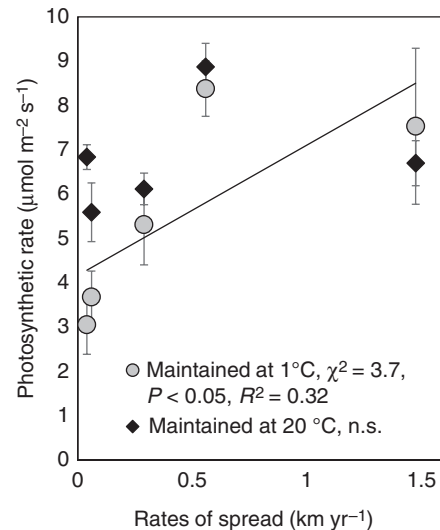 10
9
8
7
6
5
4
3
2
1
0
Photosynthetic rate (μmol m⁻² s⁻¹)
Maintained at 1°C, χ² = 3.7,
P < 0.05, R² = 0.32
Maintained at 20 °C, n.s.
0 0.5 1 1.5
Rates of spread (km yr⁻¹)